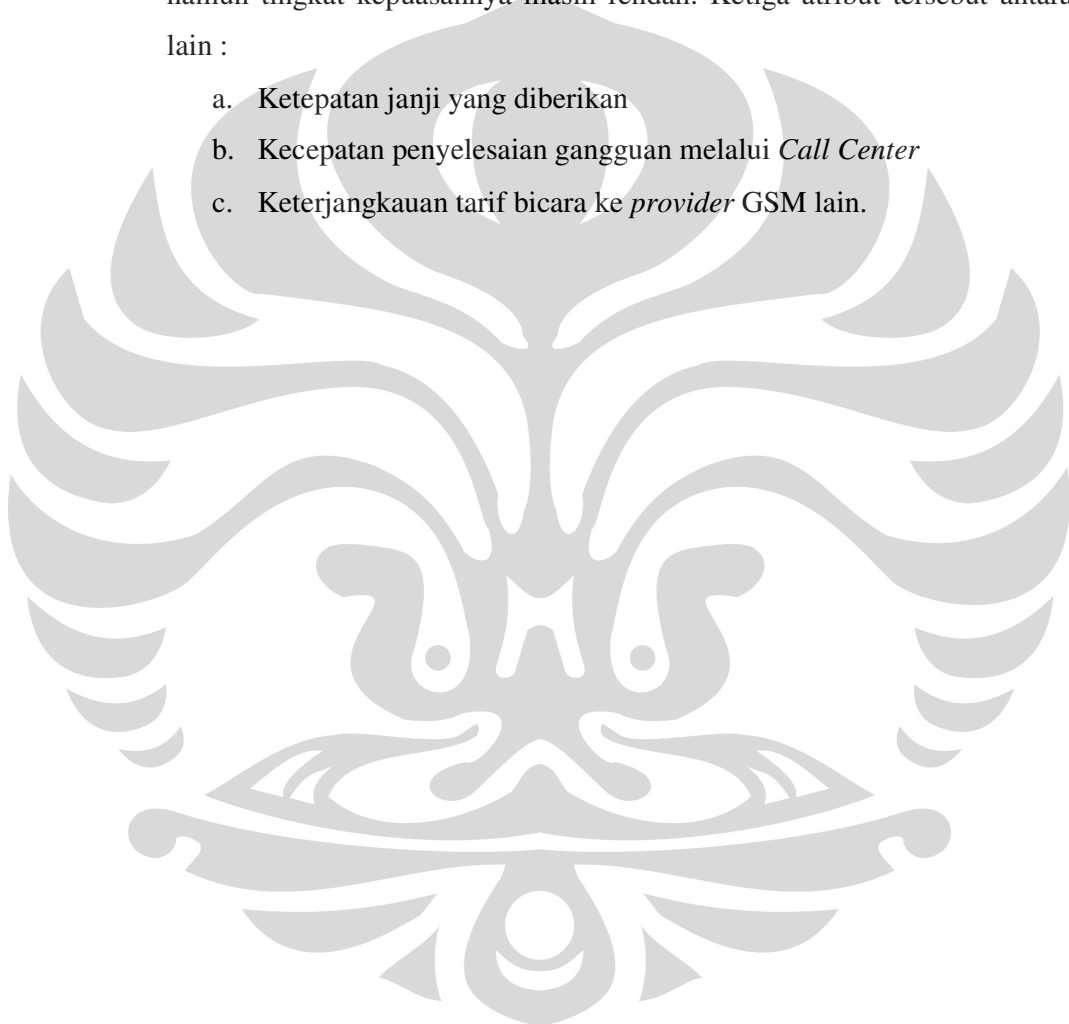 namun tingkat kepuasannya masih rendah. Ketiga atribut tersebut antara
lain :
a. Ketepatan janji yang diberikan
b. Kecepatan penyelesaian gangguan melalui Call Center
c. Keterjangkauan tarif bicara ke provider GSM lain.